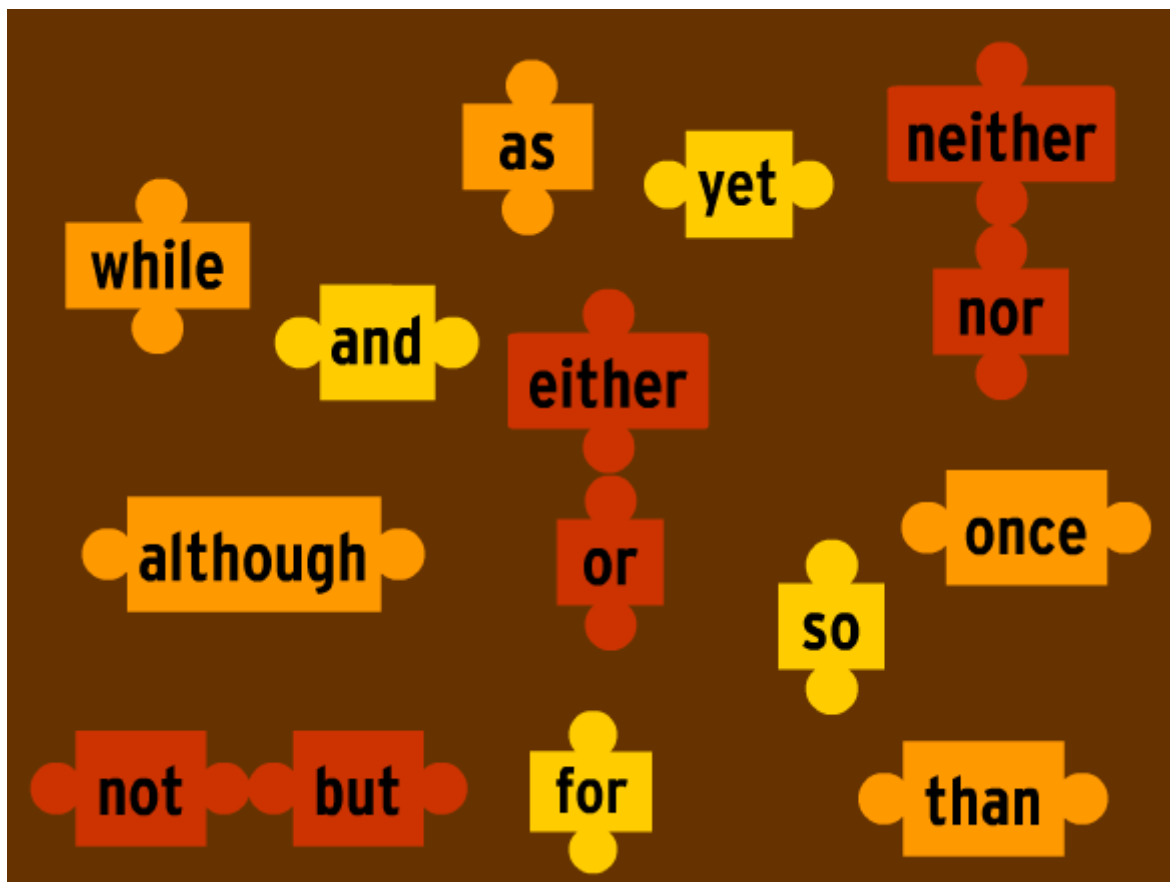 neither
as
yet
while
nor
and
either
although
once
or
so
not but
for
than